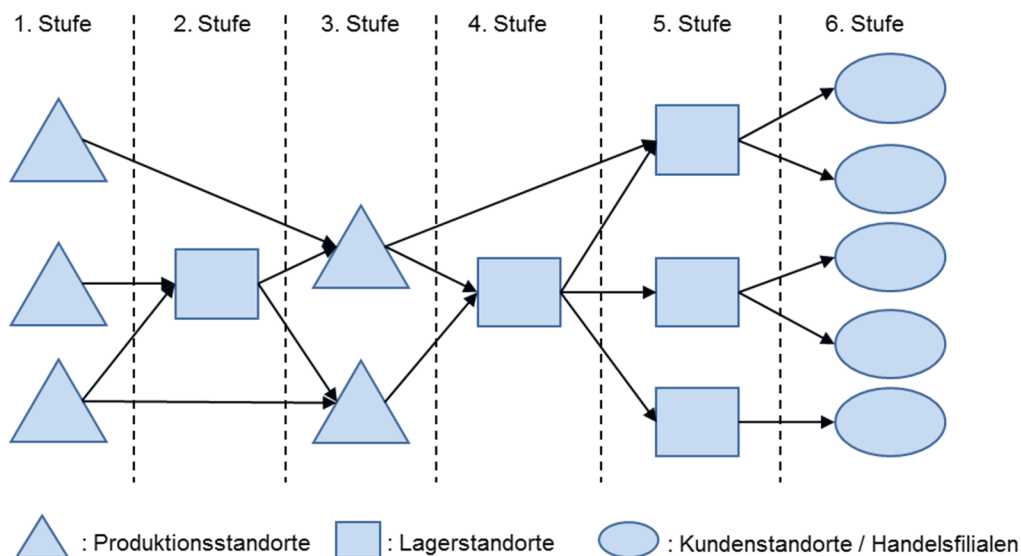 1. Stufe 2. Stufe 3. Stufe 4. Stufe 5. Stufe 6. Stufe
: Produktionsstandorte : Lagerstandorte : Kundenstandorte / Handelsfilialen